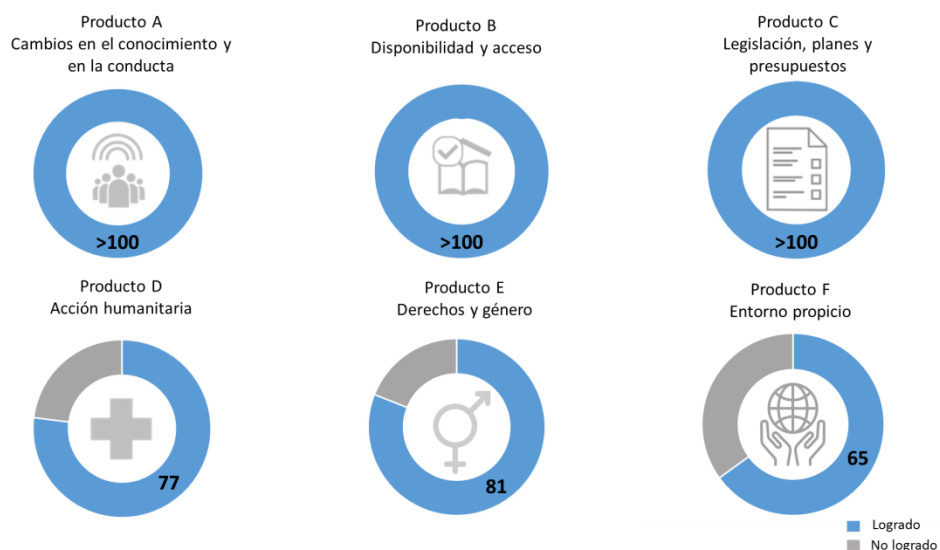 Producto A
Cambios en el conocimiento y
en la conducta
>100
Producto B
Disponibilidad y acceso
>100
Producto C
Legislación, planes y
presupuestos
>100
Producto D
Acción humanitaria
77
Producto E
Derechos y género
81
Producto F
Entorno propicio
65
Logrado
No logrado